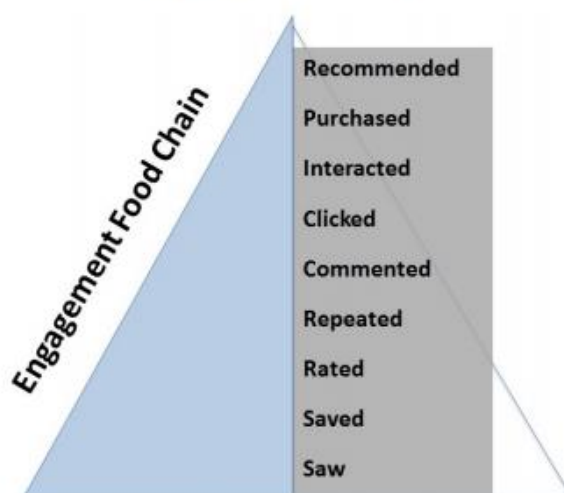 Engagement Food Chain
Recommended
Purchased
Interacted
Clicked
Commented
Repeated
Rated
Saved
Saw